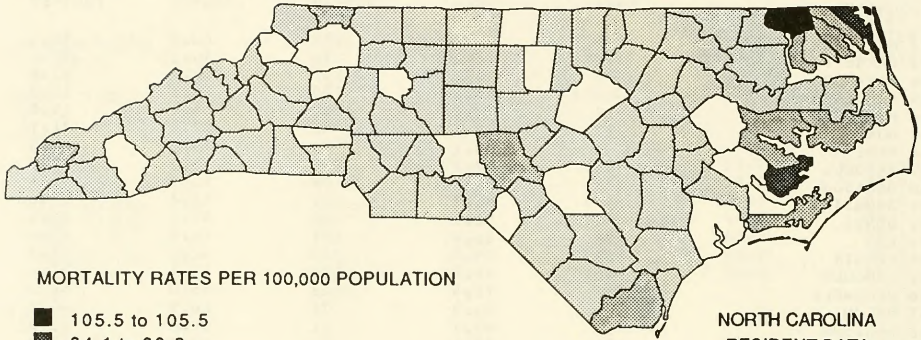 MORTALITY RATES PER 100,000 POPULATION
105.5 to 105.5
NORTH CAROLINA